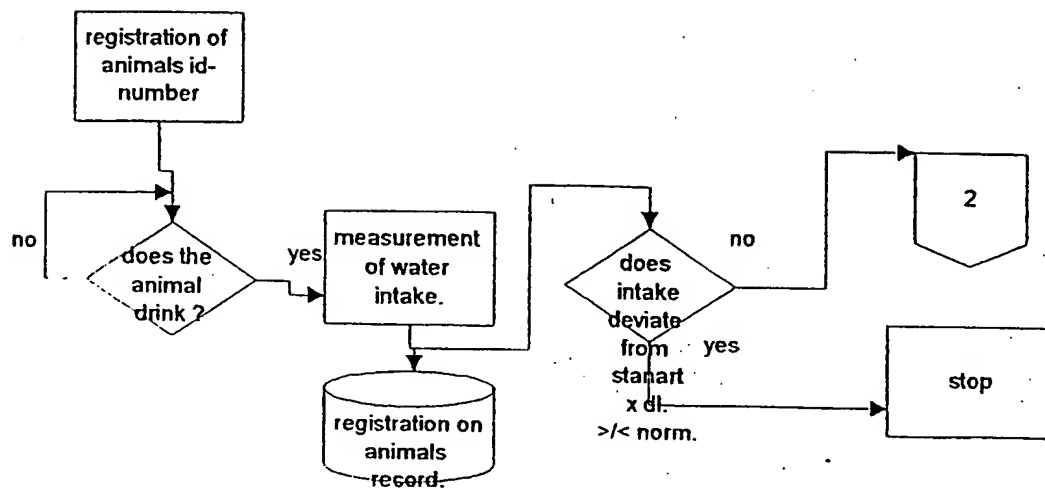 registration of
animals id-
number
no
does the
animal
drink ?
yes
measurement
of water
intake.
registration on
animals
record.
does
intake
deviate
from
stanart
x dl.
>/< norm.
no
yes
2
stop